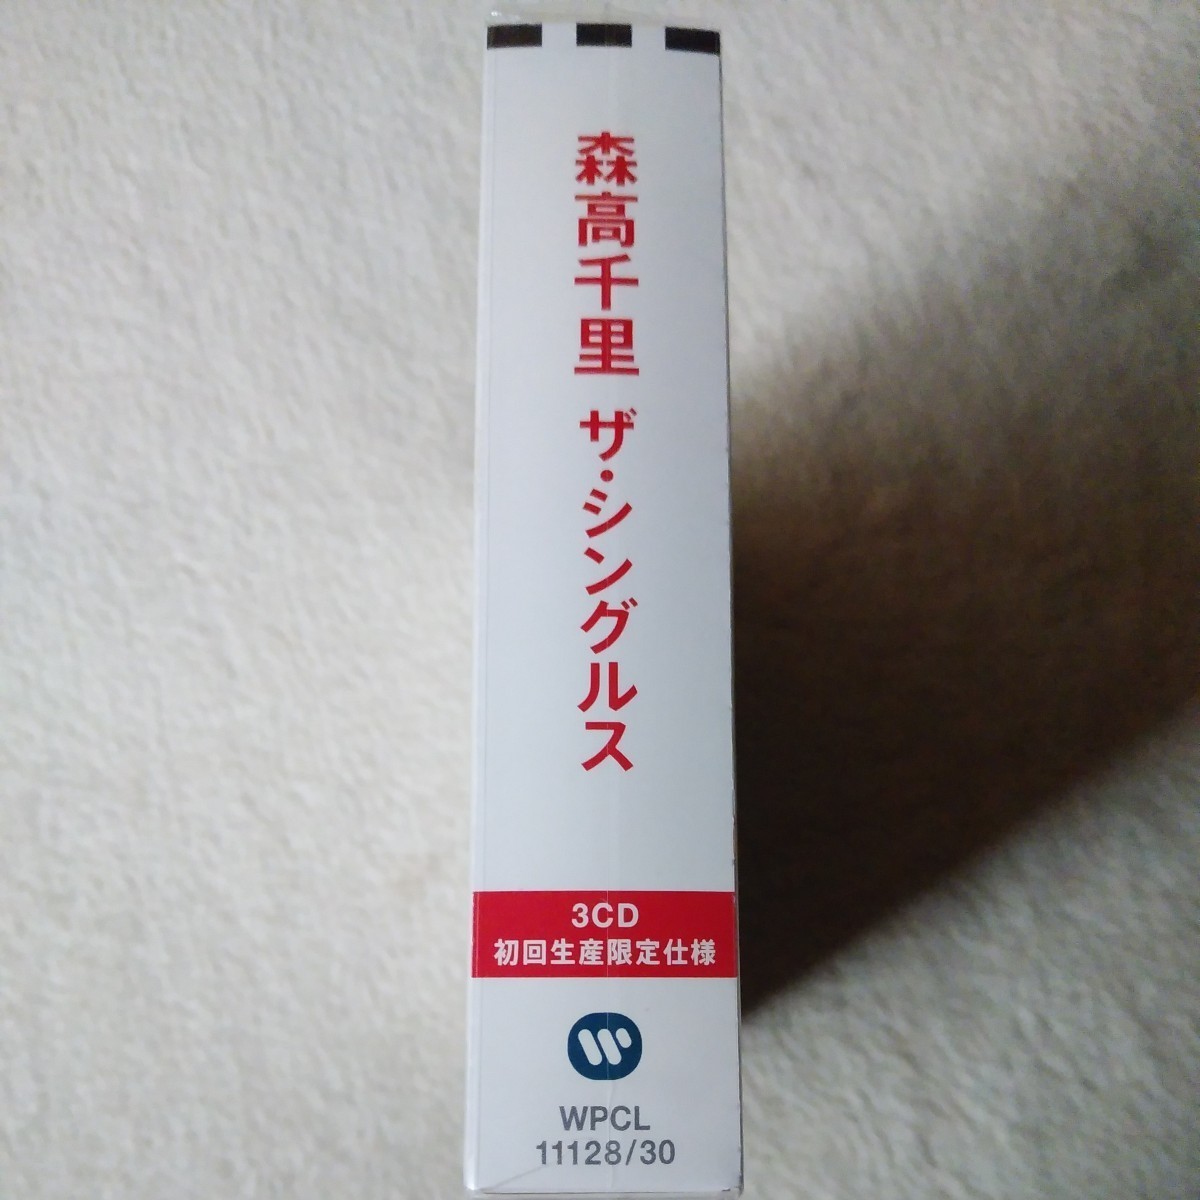 森高千里 ザ・シングルス
3CD
初回生産限定仕様
WPCL
11128/30